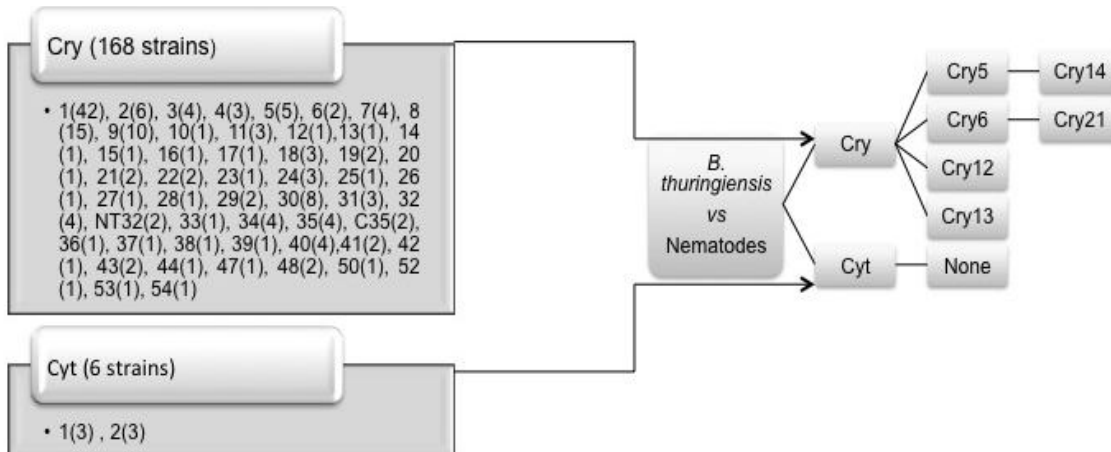 Cry (168 strains)
• 1(42), 2(6), 3(4), 4(3), 5(5), 6(2), 7(4), 8
(15), 9(10), 10(1), 11(3), 12(1),13(1), 14
(1), 15(1), 16(1), 17(1), 18(3), 19(2), 20
(1), 21(2), 22(2), 23(1), 24(3), 25(1), 26
(1), 27(1), 28(1), 29(2), 30(8), 31(3), 32
(4), NT32(2), 33(1), 34(4), 35(4), C35(2),
36(1), 37(1), 38(1), 39(1), 40(4),41(2), 42
(1), 43(2), 44(1), 47(1), 48(2), 50(1), 52
(1), 53(1), 54(1)
Cyt (6 strains)
• 1(3) , 2(3)
B.
thuringiensis
vs
Nematodes
Cry
Cry5
Cry14
Cry6
Cry21
Cry12
Cry13
Cyt
None